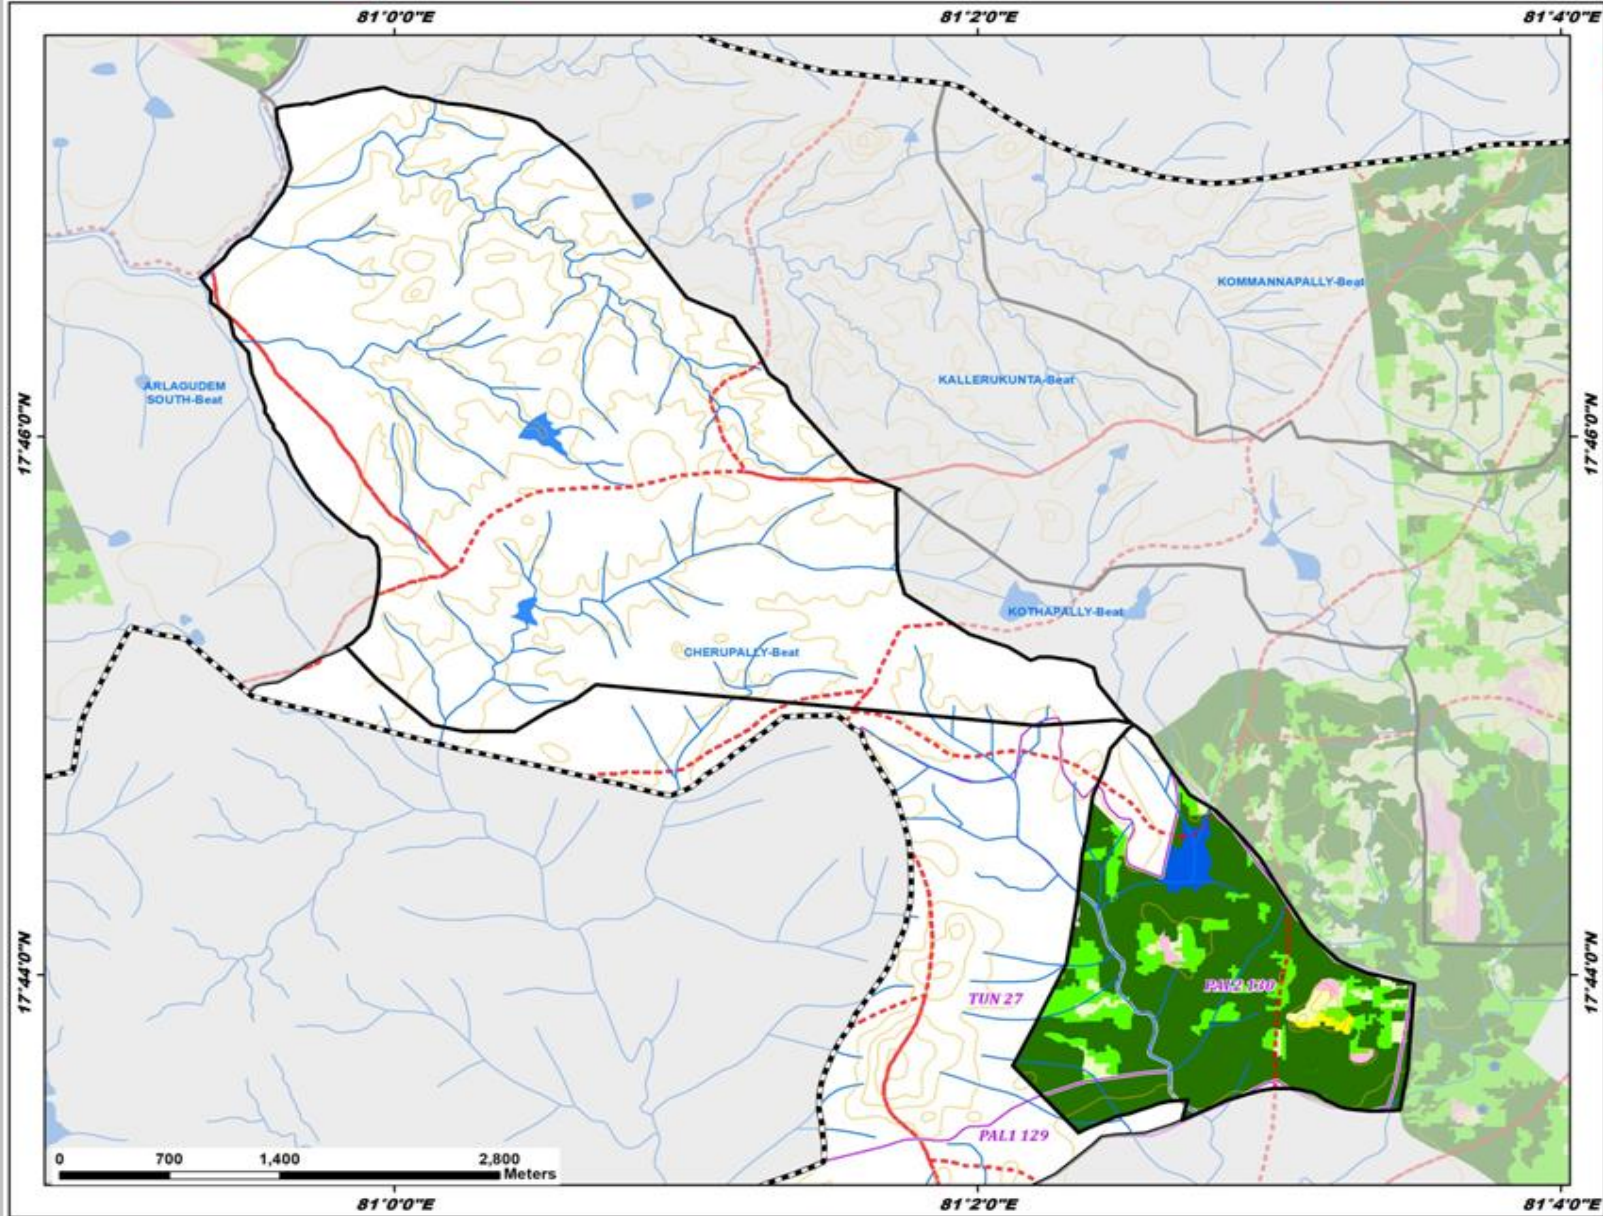 81°0'0"E
81°2'0"E
81°4'0"E
KOMMANNAPALLY-Beat
ARLAGUDEM
SOUTH-Beat
KALLERUKUNTA-Beat
17°46'0"N
17°46'0"N
KOTHAPALLY-Beat
CHERUPALLY-Beat
17°44'0"N
17°44'0"N
TUN 27
PAL2 130
PAL1 129
0 700 1,400 2,800
Meters
81°0'0"E
81°2'0"E
81°4'0"E